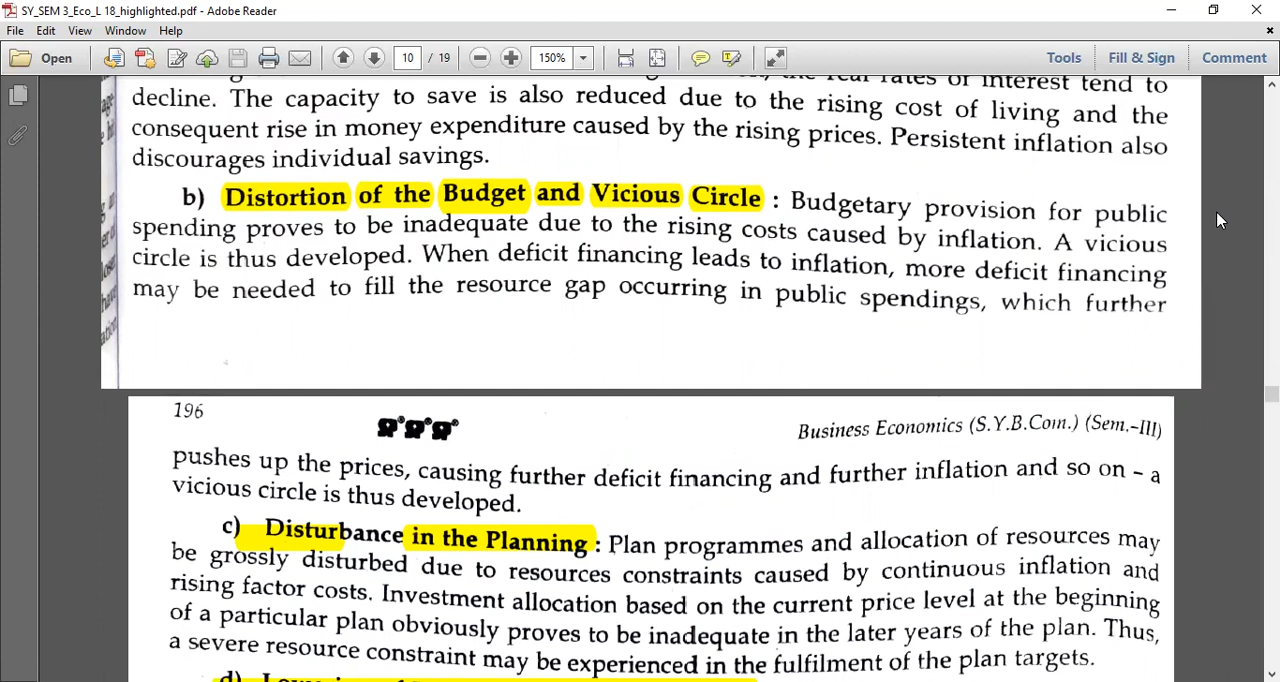 SY_SEM 3_Eco_L 18_highlighted.pdf - Adobe Reader
File Edit View Window Help
Open 10 / 19 150% Tools Fill & Sign Comment
the real rates of interest tend to
decline. The capacity to save is also reduced due to the rising cost of living and the
consequent rise in money expenditure caused by the rising prices. Persistent inflation also
discourages individual savings.
b) Distortion of the Budget and Vicious Circle : Budgetary provision for public
spending proves to be inadequate due to the rising costs caused by inflation. A vicious
circle is thus developed. When deficit financing leads to inflation, more deficit financing
may be needed to fill the resource gap occurring in public spendings, which further
196
Business Economics (S.Y.B.Com.) (Sem.-III)
pushes up the prices, causing further deficit financing and further inflation and so on – a
vicious circle is thus developed.
c) Disturbance in the Planning : Plan programmes and allocation of resources may
be grossly disturbed due to resources constraints caused by continuous inflation and
rising factor costs. Investment allocation based on the current price level at the beginning
of a particular plan obviously proves to be inadequate in the later years of the plan. Thus,
a severe resource constraint may be experienced in the fulfilment of the plan targets.
d)